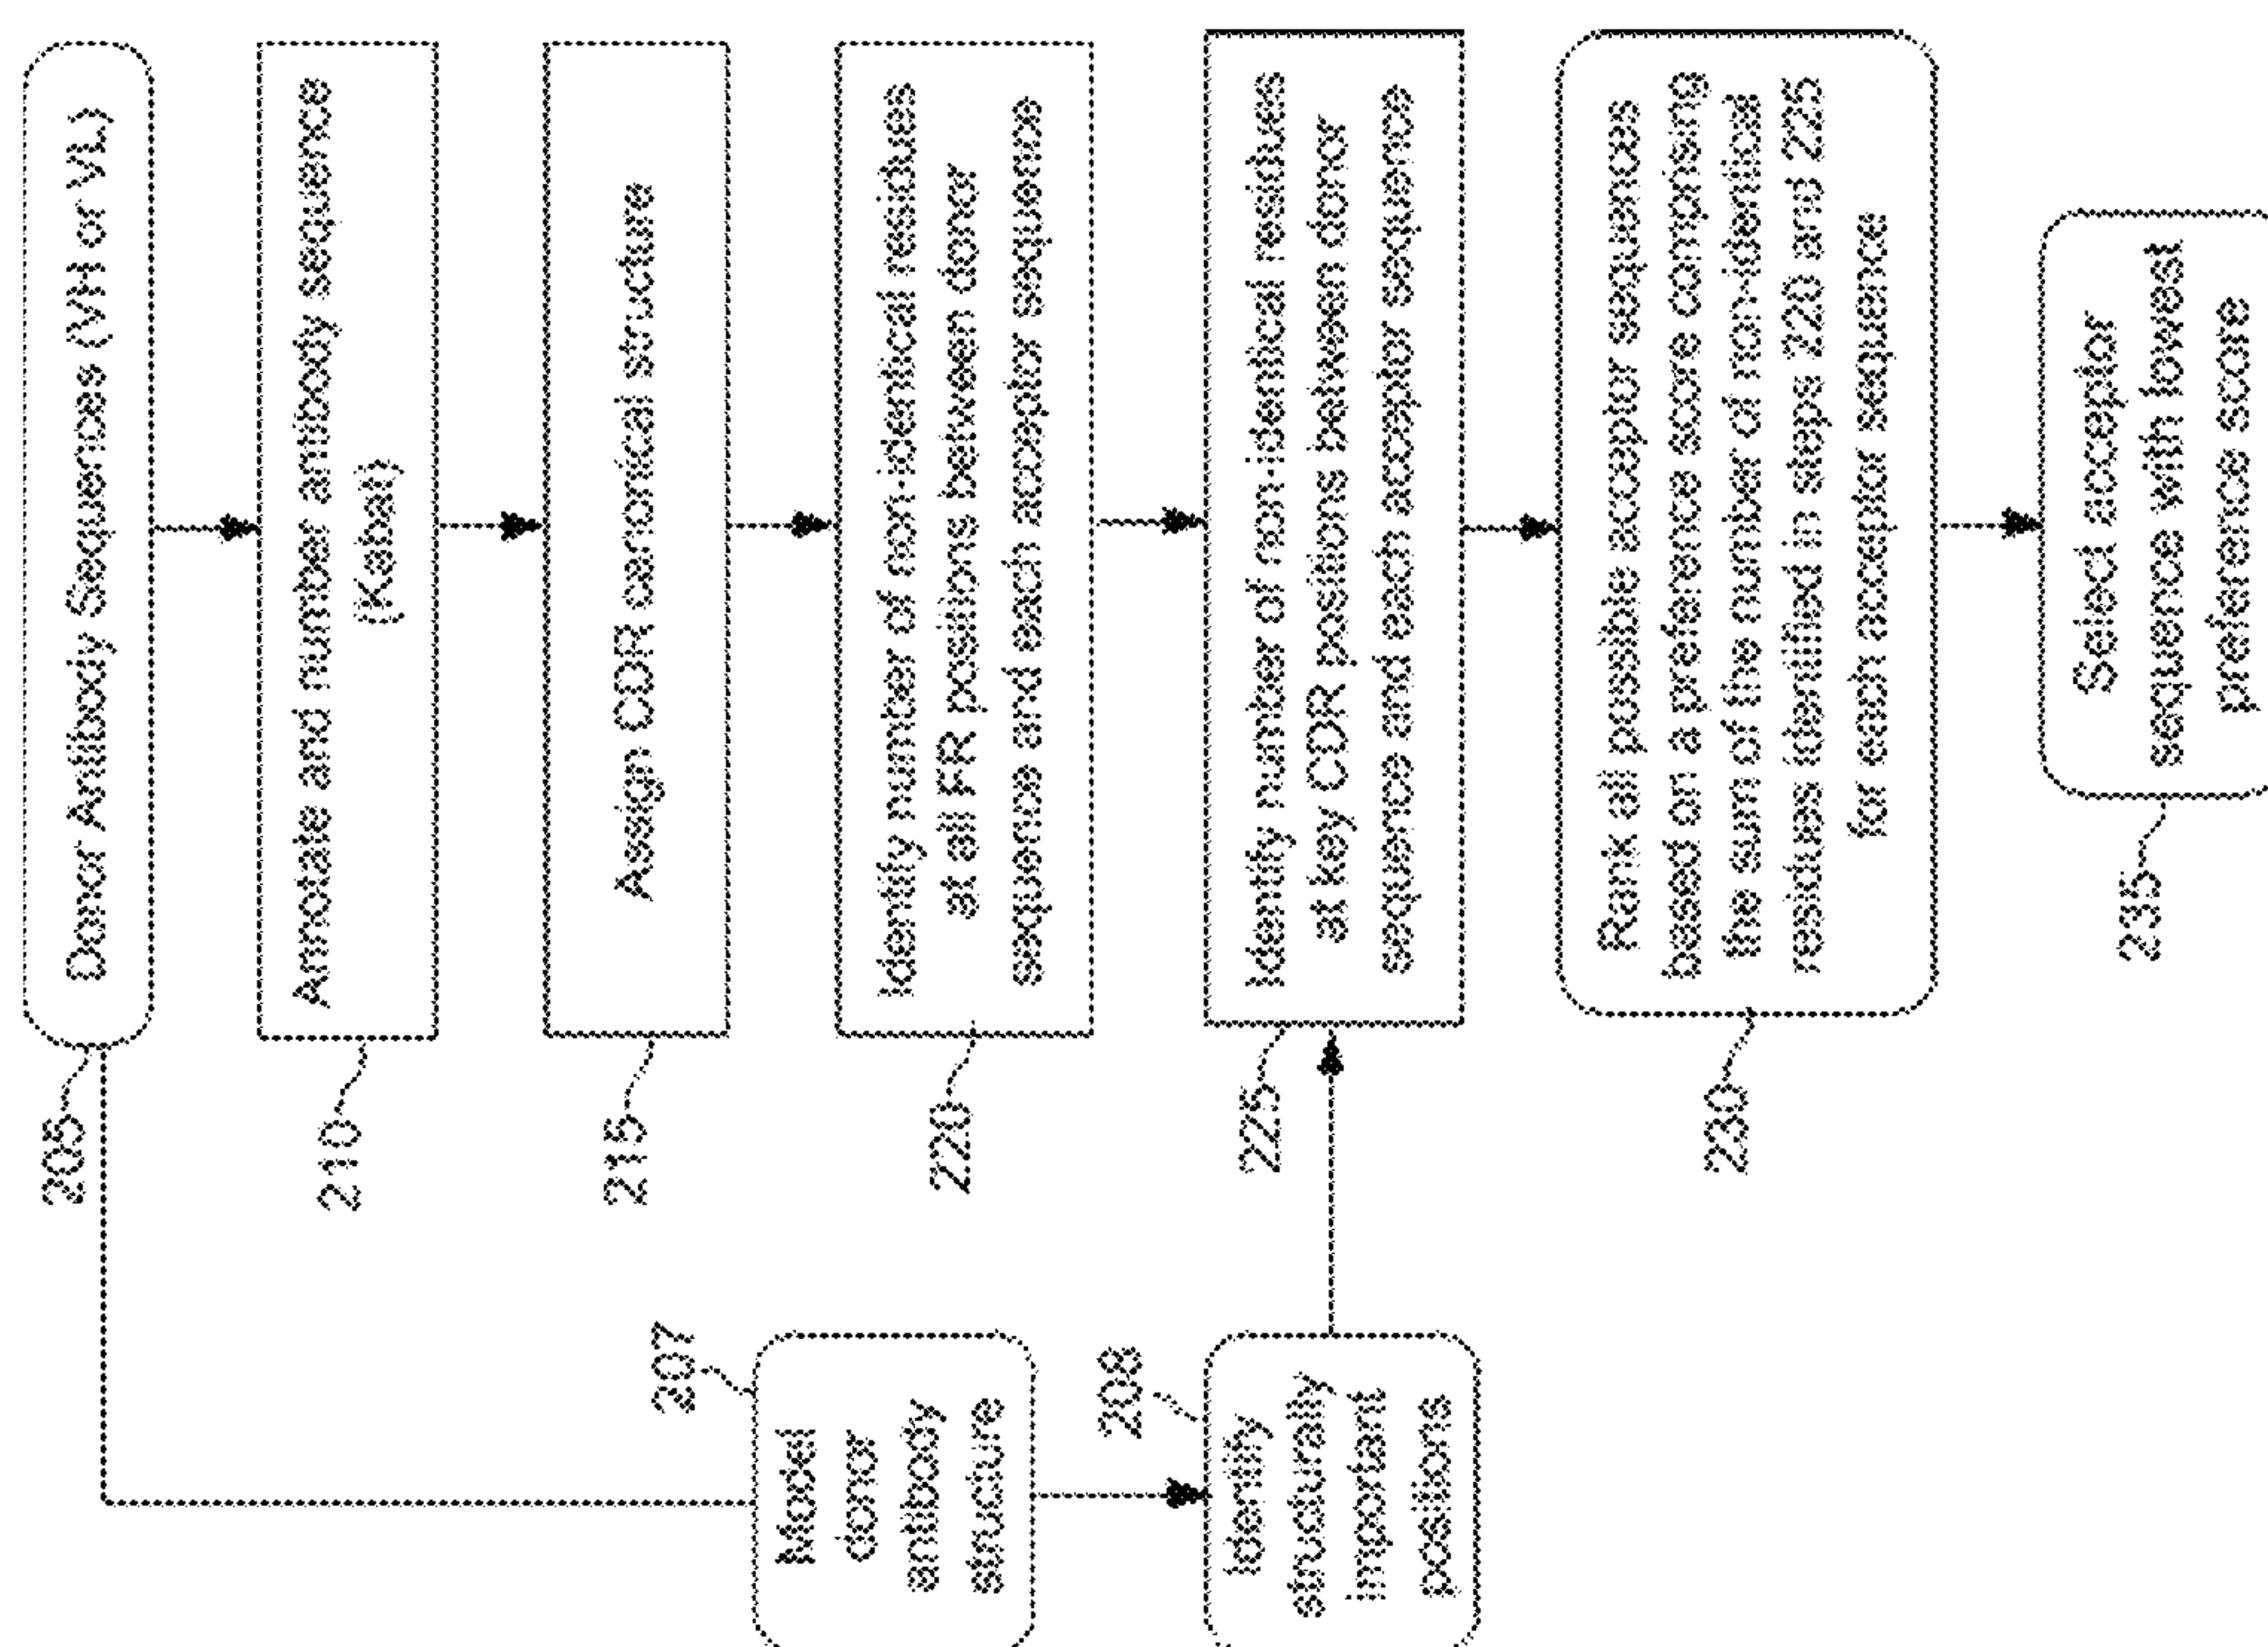 205
Donor Antibody Sequences (VH or VL)
210
Annotate and number antibody sequence
(Kabat)
215
Assign CDR canonical structure
207
Model
donor
antibody
structure
220
Identify number of non-identical residues
at all FR positions between donor
sequence and each acceptor sequence
208
Identify
structurally
important
positions
225
Identify number of non-identical residues
at key CDR positions between donor
sequence and each acceptor sequence
230
Rank all possible acceptor sequences
based on a preference score comprising
the sum of the number of non-identical
residues identified in steps 220 and 225
for each acceptor sequence
235
Select acceptor
sequence with lowest
preference score